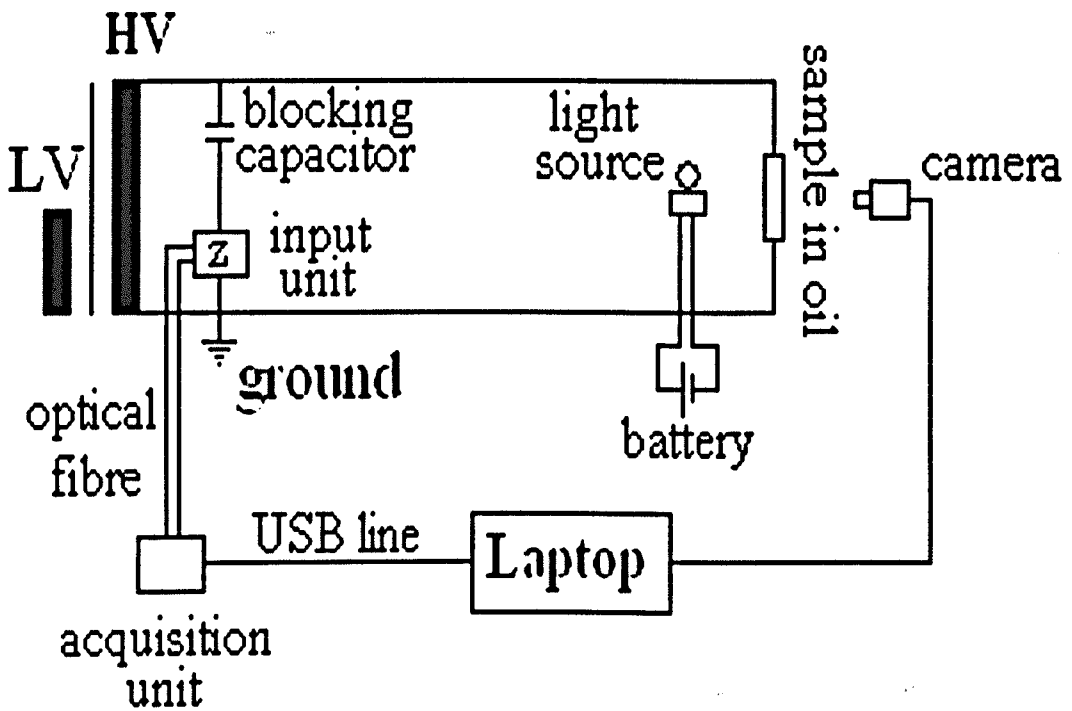 HV
LV
blocking
capacitor
light
source
sample in oil
camera
Z
input
unit
ground
optical
fibre
battery
USB line
Laptop
acquisition
unit